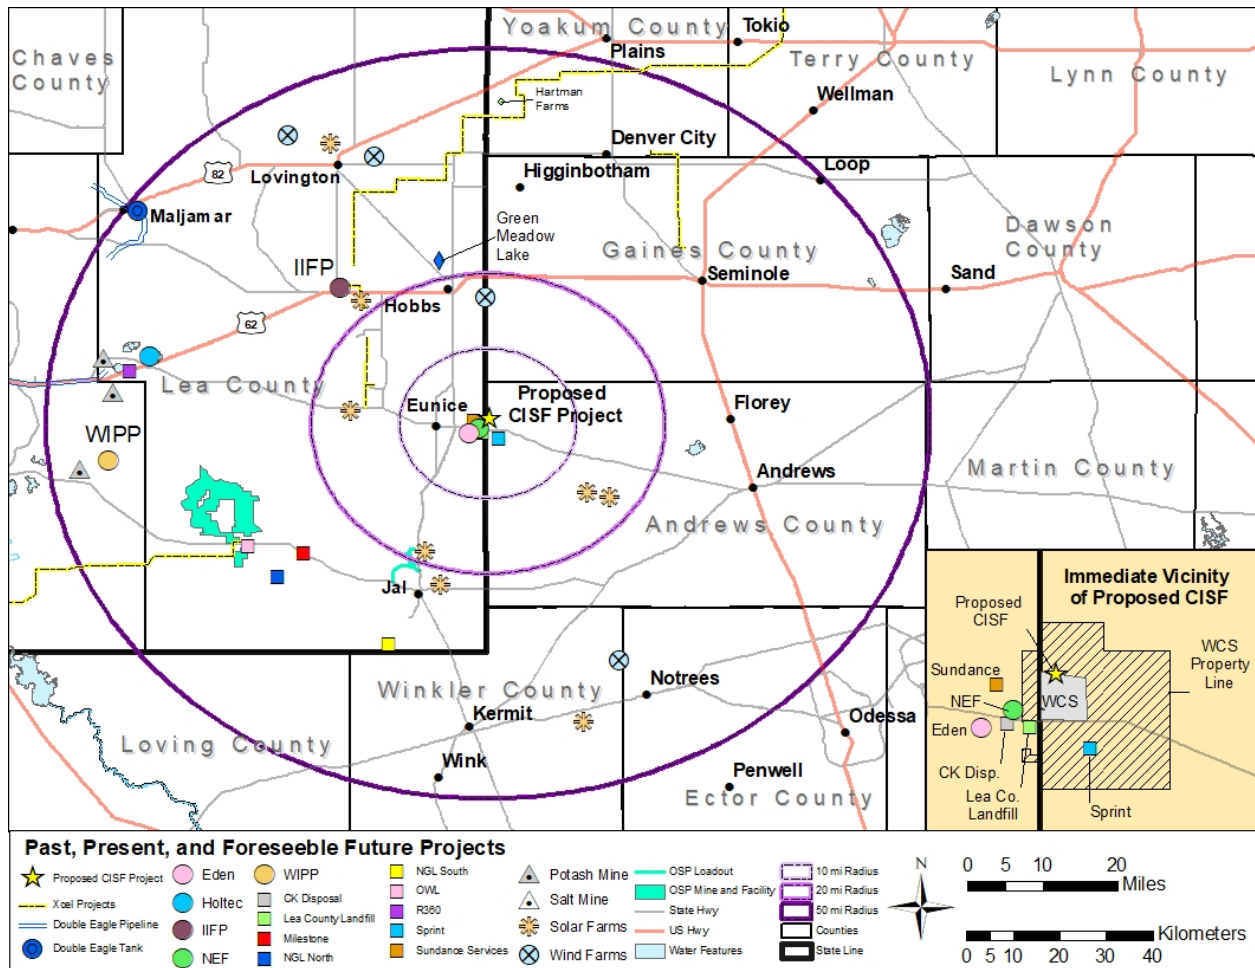 Yoakum County
Tokio
Plains
Chaves
County
Terry County
Lynn County
Hartman
Farms
Wellman
Denver City
82
Lovington
Higginbotham
Loop
Maljamar
Green
Meadow
Lake
Dawson
County
Gaines County
IIFP
Seminole
Sand
Hobbs
62
Lea County
Proposed
CISF Project
Eunice
Florey
WIPP
Andrews
Martin County
Andrews County
Jal
Immediate Vicinity
of Proposed CISF
Proposed
CISF
WCS
Property
Line
Sundance
NEF
WCS
Eden
CK Disp.
Lea Co.
Landfill
Sprint
Winkler County
Notrees
Kermit
Odessa
Loving County
Wink
Penwell
Ector County
Past, Present, and Foreseeble Future Projects
Proposed CISF Project
Xcel Projects
Double Eagle Pipeline
Double Eagle Tank
Eden
Holtec
IIFP
NEF
WIPP
CK Disposal
Lea County Landfill
Milestone
NGL North
NGL South
OWL
R360
Sprint
Sundance Services
Potash Mine
Salt Mine
Solar Farms
Wind Farms
OSP Loadout
OSP Mine and Facility
State Hwy
US Hwy
Water Features
10 mi Radius
20 mi Radius
50 mi Radius
Counties
State Line
N
0 5 10 20
Miles
Kilometers
0 5 10 20 30 40